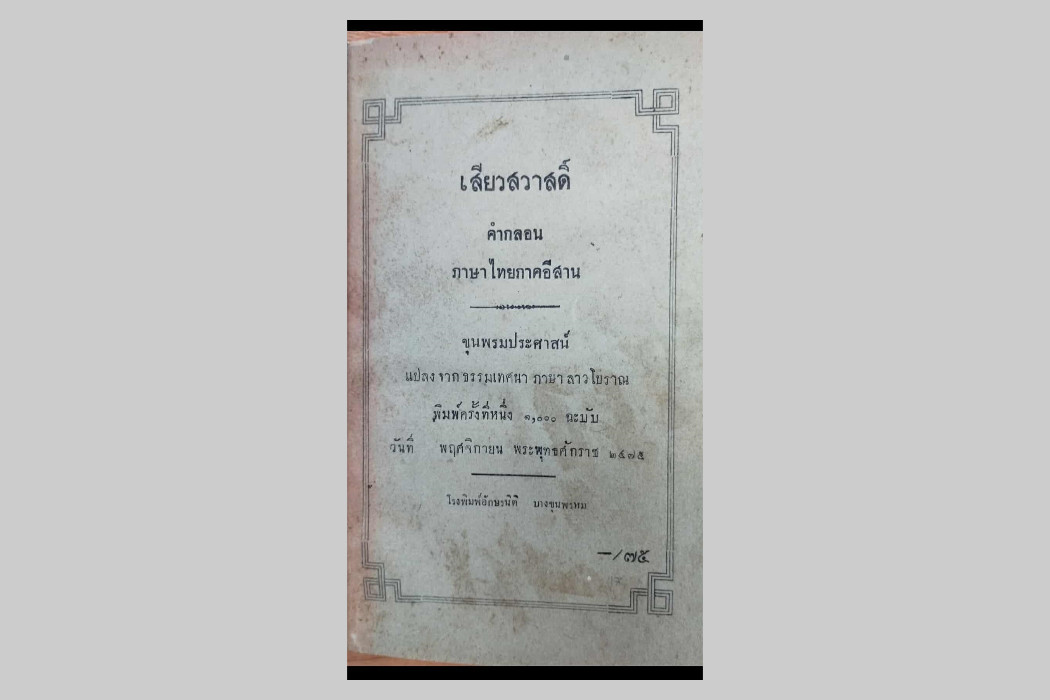 เสียวสวาสดิ์
คำกลอน
ภาษาไทยภาคอีสาน
ขุนพรมประศาสน์
แปลงจากธรรมเทศนา ภาษาลาวโบราณ
พิมพ์ครั้งที่หนึ่ง ๑,๐๐๐ ฉะบับ
วันที่ พฤศจิกายน พระพุทธศักราช ๒๔๗๕
โรงพิมพ์อักษรนิติ บางขุนพรหม
—/๗๕